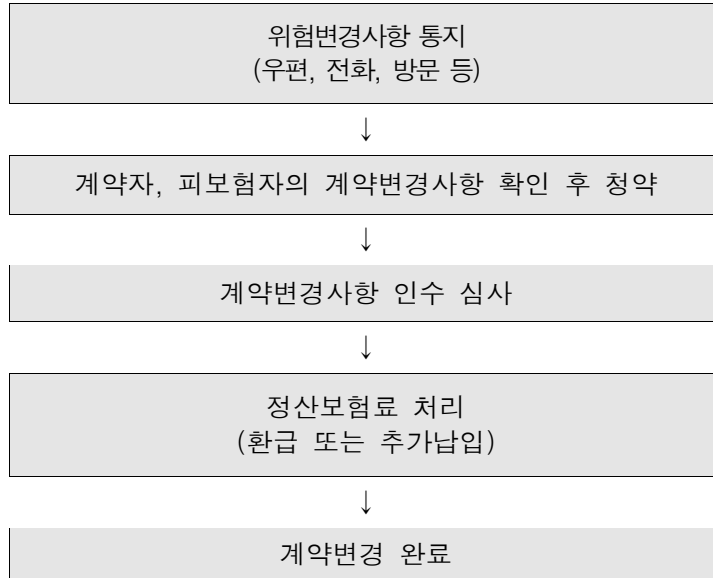 위험변경사항 통지
(우편, 전화, 방문 등)
↓
계약자, 피보험자의 계약변경사항 확인 후 청약
↓
계약변경사항 인수 심사
↓
정산보험료 처리
(환급 또는 추가납입)
↓
계약변경 완료